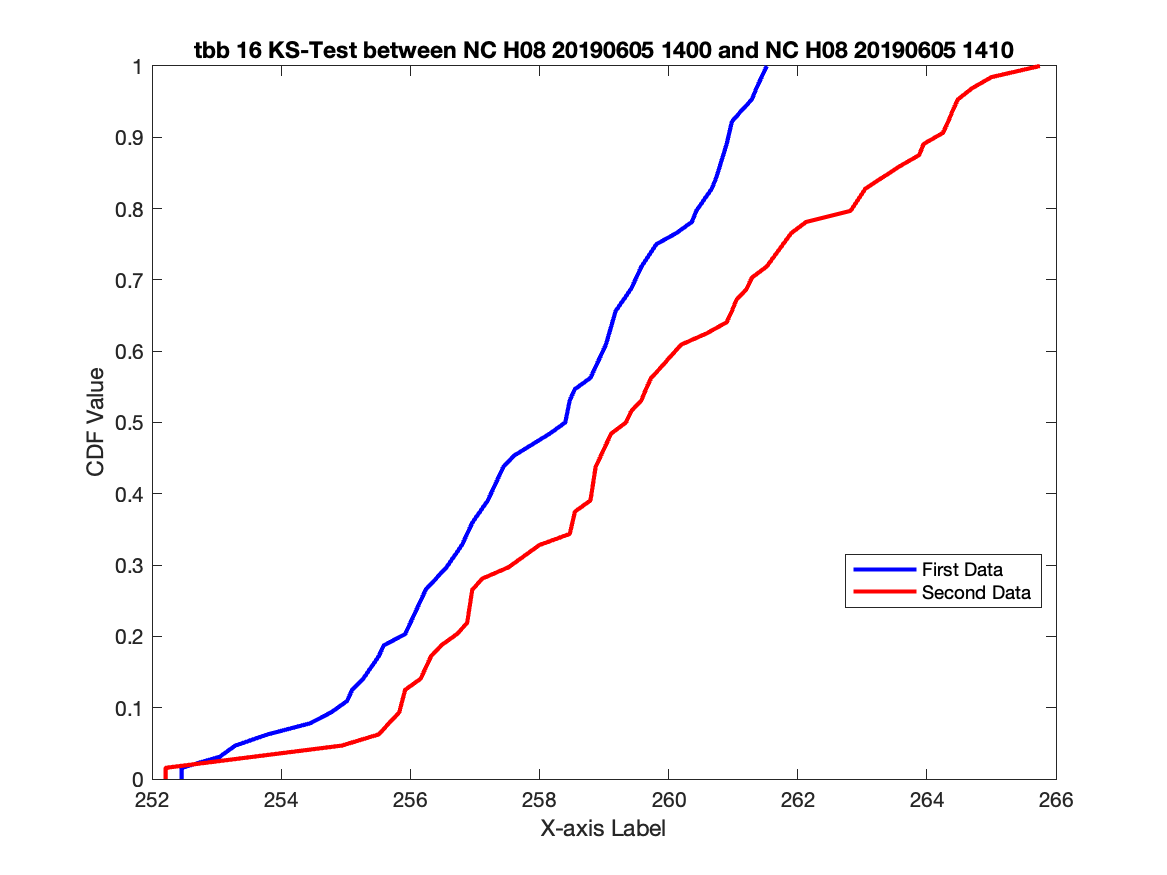 tbb 16 KS-Test between NC H08 20190605 1400 and NC H08 20190605 1410
1
0.9
0.8
0.7
0.6
0.5
0.4
0.3
0.2
0.1
0
CDF Value
First Data
Second Data
252 254 256 258 260 262 264 266
X-axis Label